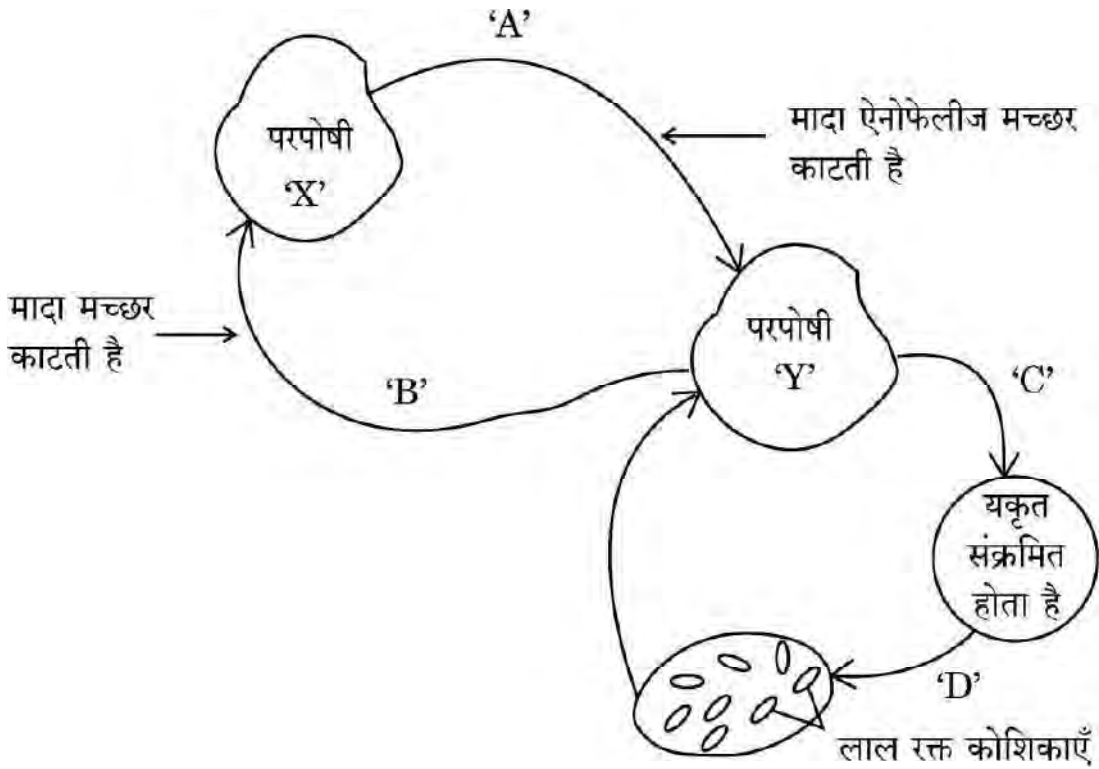 ‘A’
मादा ऐनोफेलीज मच्छर
काटती है
परपोषी
‘X’
मादा मच्छर
काटती है
परपोषी
‘Y’
‘B’
‘C’
यकृत
संक्रमित
होता है
‘D’
लाल रक्त कोशिकाएँ